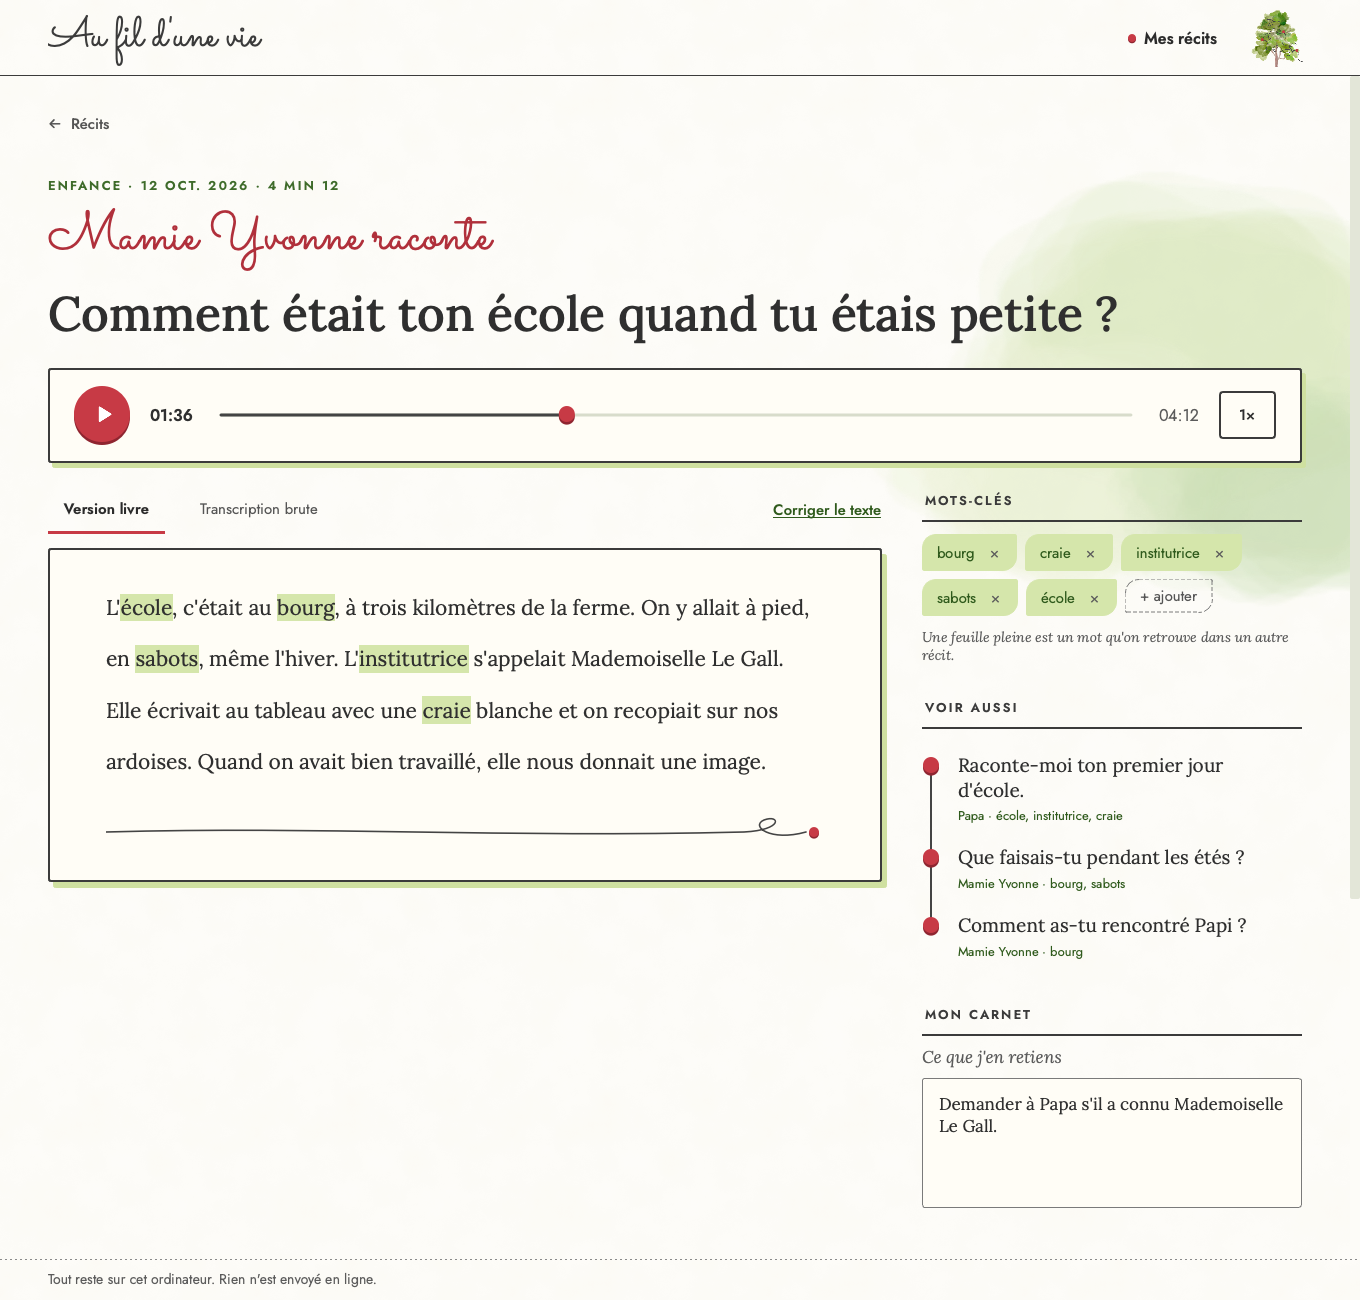 Au fil d'une vie
Mes récits
← Récits
ENFANCE · 12 OCT. 2026 · 4 MIN 12
Mamie Yvonne raconte
Comment était ton école quand tu étais petite ?
01:36
04:12
1×
Version livre
Transcription brute
Corriger le texte
L'école, c'était au bourg, à trois kilomètres de la ferme. On y allait à pied,
en sabots, même l'hiver. L'institutrice s'appelait Mademoiselle Le Gall.
Elle écrivait au tableau avec une craie blanche et on recopiait sur nos
ardoises. Quand on avait bien travaillé, elle nous donnait une image.
MOTS-CLÉS
bourg ×
craie ×
institutrice ×
sabots ×
école ×
+ ajouter
Une feuille pleine est un mot qu'on retrouve dans un autre
récit.
VOIR AUSSI
Raconte-moi ton premier jour
d'école.
Papa · école, institutrice, craie
Que faisais-tu pendant les étés ?
Mamie Yvonne · bourg, sabots
Comment as-tu rencontré Papi ?
Mamie Yvonne · bourg
MON CARNET
Ce que j'en retiens
Demander à Papa s'il a connu Mademoiselle
Le Gall.
Tout reste sur cet ordinateur. Rien n'est envoyé en ligne.